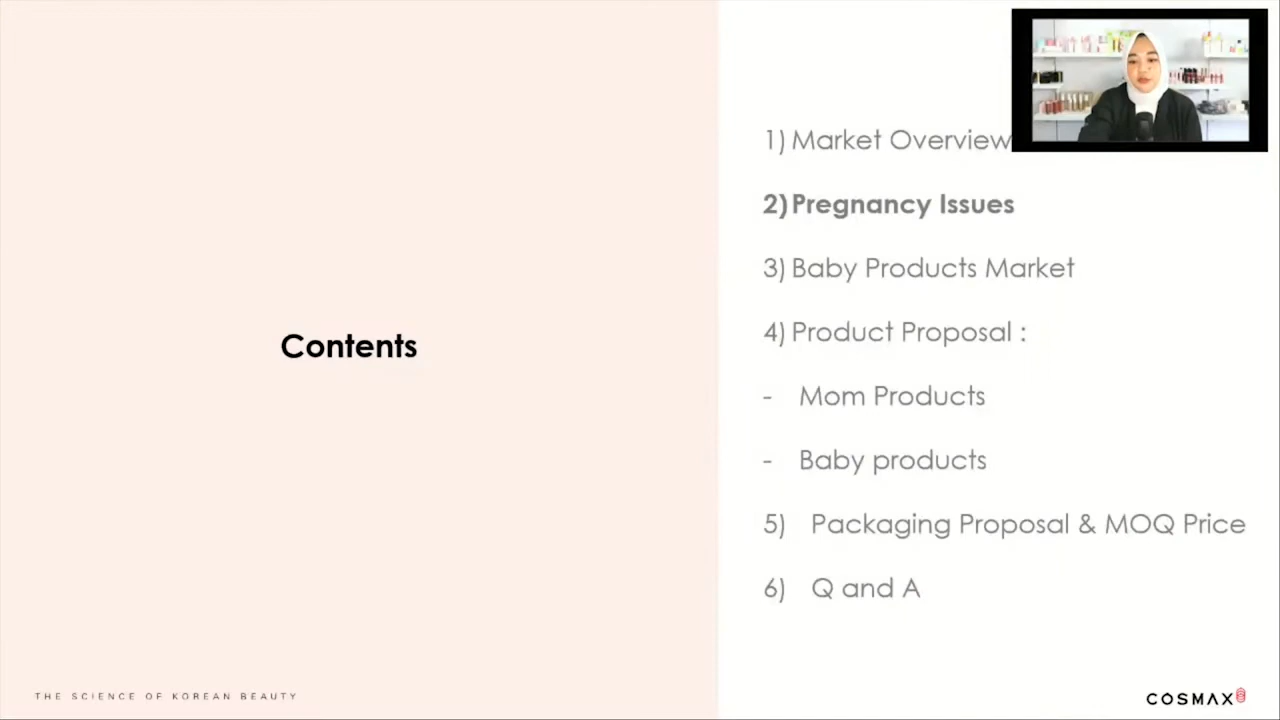 1) Market Overview
2) Pregnancy Issues
3) Baby Products Market
Contents
4) Product Proposal :
- Mom Products
- Baby products
5) Packaging Proposal & MOQ Price
6) Q and A
THE SCIENCE OF KOREAN BEAUTY
COSMAX